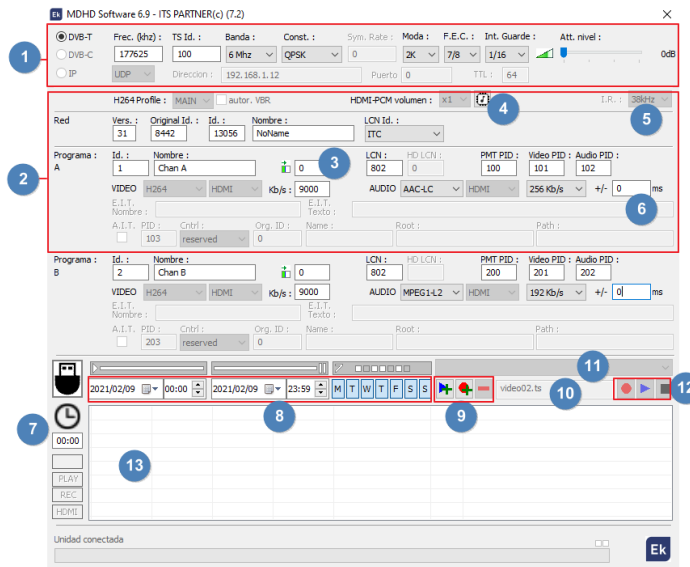 Ek MDHD Software 6.9 - ITS PARTNER(c) (7.2)
DVB-T Frec. (khz) : TS Id. : Banda : Const. : Sym. Rate : Moda : F.E.C. : Int. Guarde : Att. nivel :
177625 100 6 Mhz QPSK 0 2K 7/8 1/16 0dB
DVB-C
1
IP UDP Direccion : 192.168.1.12 Puerto 0 TTL : 64
H264 Profile : MAIN autor. VBR HDMI-PCM volumen : x1 I.R. : 38kHz
4
5
Red Vers. : Original Id. : Id. : Nombre : LCN Id. :
31 8442 13056 NoName ITC
Programa : Id. : Nombre : LCN : HD LCN : PMT PID : Video PID : Audio PID :
A 1 Chan A 0 802 0 100 101 102
3
2
VIDEO H264 HDMI Kb/s : 9000 AUDIO AAC-LC HDMI 256 Kb/s +/- 0 ms
E.I.T. Nombre : E.I.T. Texto :
6
A.I.T. PID : Cntrl : Org. ID : Name : Root : Path :
103 reserved 0
Programa : Id. : Nombre : LCN : HD LCN : PMT PID : Video PID : Audio PID :
B 2 Chan B 0 802 0 200 201 202
VIDEO H264 HDMI Kb/s : 9000 AUDIO MPEG1-L2 HDMI 192 Kb/s +/- 0 ms
E.I.T. Nombre : E.I.T. Texto :
A.I.T. PID : Cntrl : Org. ID : Name : Root : Path :
203 reserved 0
11
2021/02/09 00:00 2021/02/09 23:59 M T W T F S S video02.ts
12
10
8
9
7
00:00
13
PLAY
REC
HDMI
Unidad conectada
Ek